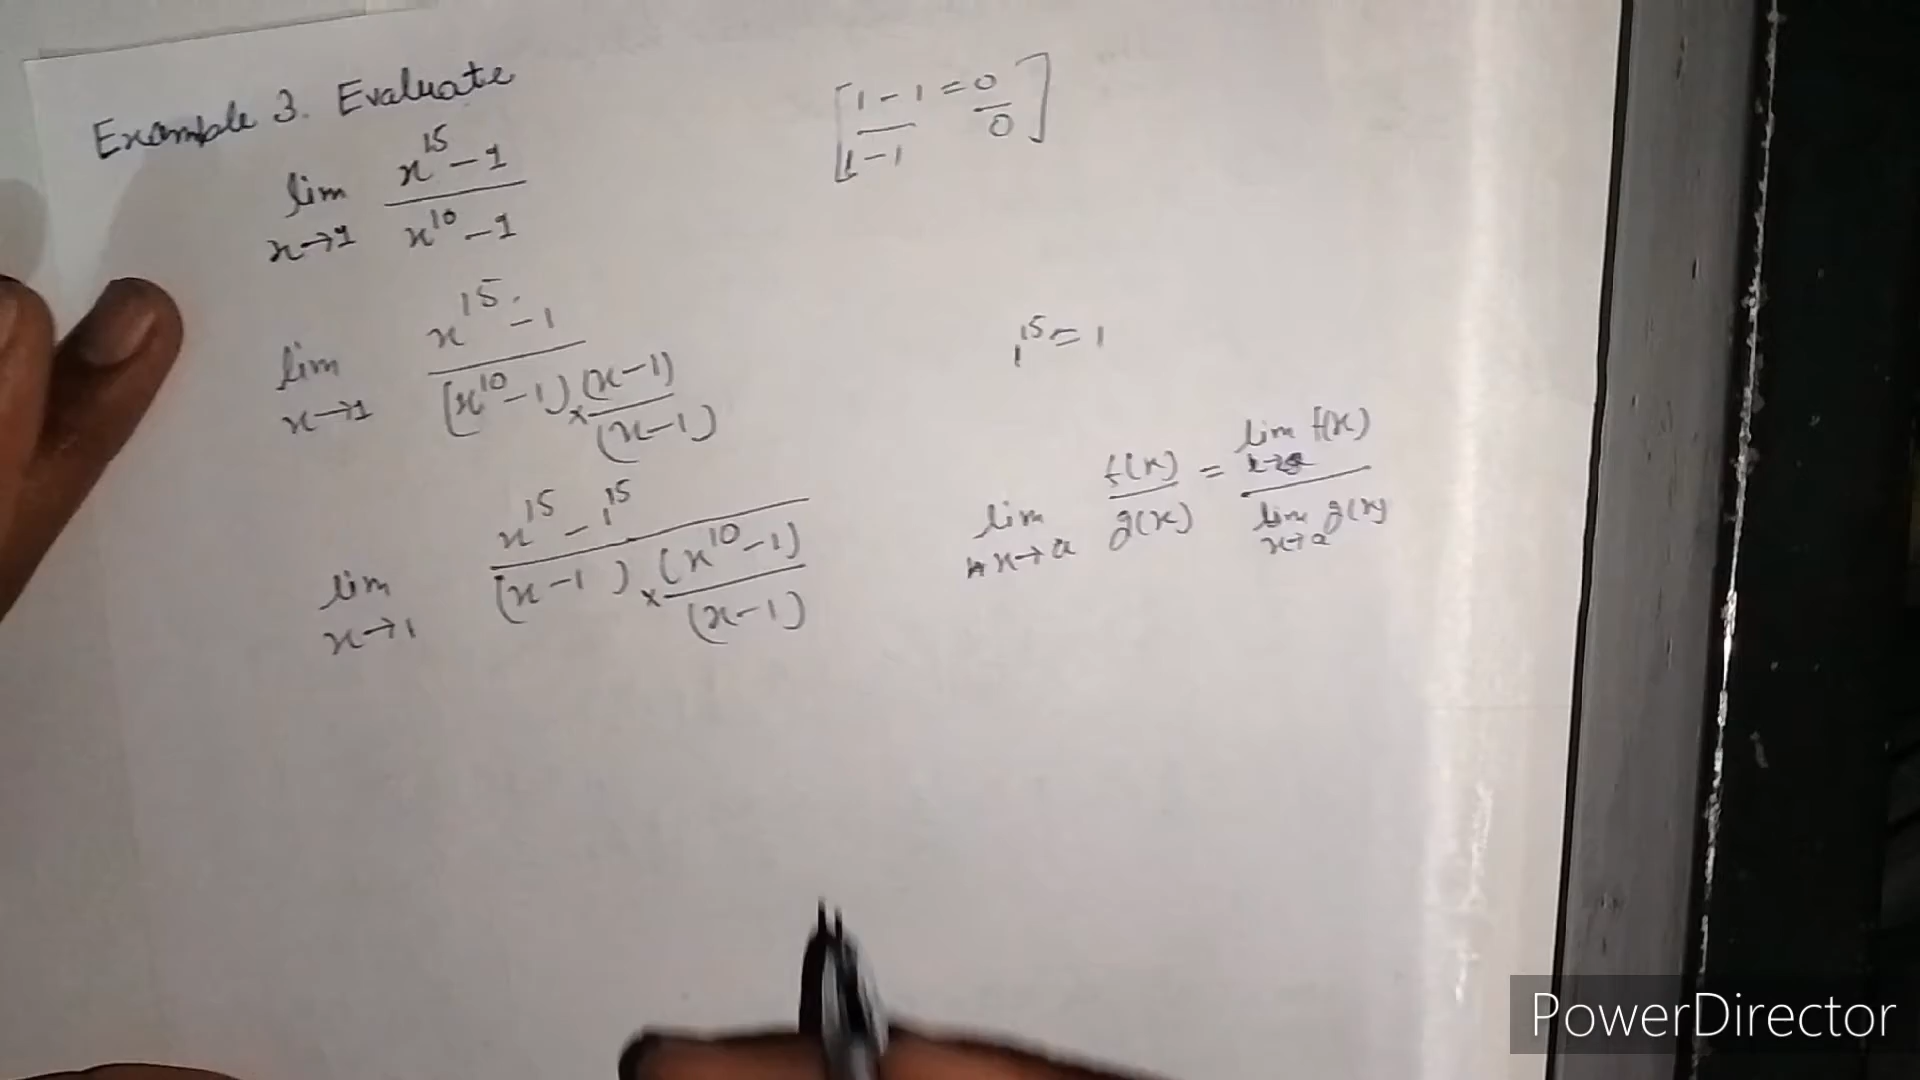 Example 3. Evaluate
lim x→1 (x^15 - 1)/(x^10 - 1)
[(1-1)/(1-1) = 0/0]
lim x→1 (x^15 - 1)/((x^10 - 1) × (x-1)/(x-1))
1^15 = 1
lim x→1 (x^15 - 1^15)/((x-1) × (x^10 - 1)/(x-1))
lim x→a f(x)/g(x) = lim x→a f(x)/lim x→a g(x)
PowerDirector